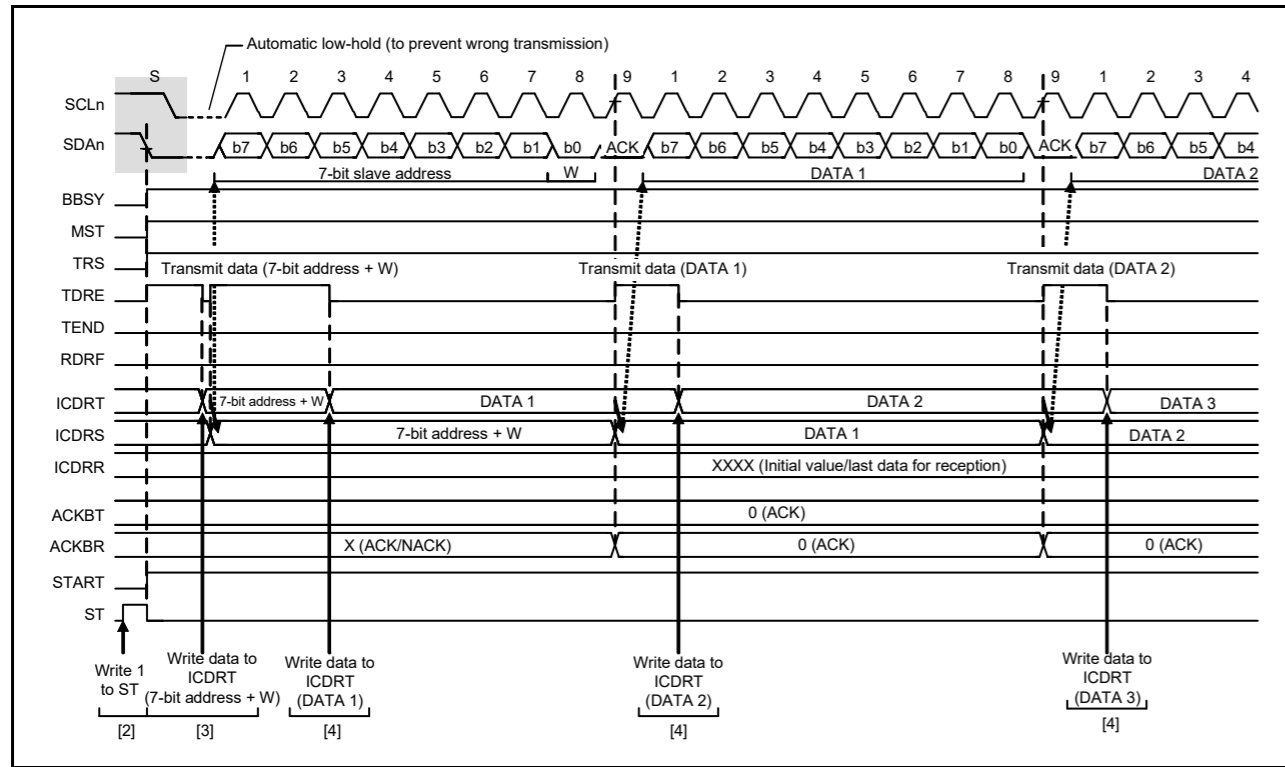 Automatic low-hold (to prevent wrong transmission)
S 1 2 3 4 5 6 7 8 9 1 2 3 4 5 6 7 8 9 1 2 3 4
SCLn
SDAn b7 b6 b5 b4 b3 b2 b1 b0 ACK b7 b6 b5 b4 b3 b2 b1 b0 ACK b7 b6 b5 b4
7-bit slave address W DATA 1 DATA 2
BBSY
MST
TRS
Transmit data (7-bit address + W) Transmit data (DATA 1) Transmit data (DATA 2)
TDRE
TEND
RDRF
ICDRT 7-bit address + W DATA 1 DATA 2 DATA 3
ICDRS 7-bit address + W DATA 1 DATA 2
ICDRR XXXX (Initial value/last data for reception)
ACKBT 0 (ACK)
ACKBR X (ACK/NACK) 0 (ACK) 0 (ACK)
START
ST
Write 1
to ST
[2]
Write data to
ICDRT
(7-bit address + W)
[3]
Write data to
ICDRT
(DATA 1)
[4]
Write data to
ICDRT
(DATA 2)
[4]
Write data to
ICDRT
(DATA 3)
[4]